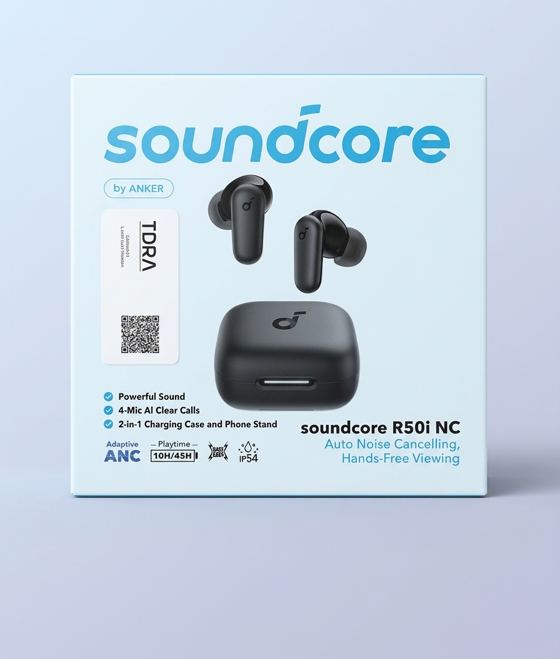 soundcore
by ANKER
TDRA
Powerful Sound
4-Mic AI Clear Calls
2-in-1 Charging Case and Phone Stand
Adaptive
ANC
Playtime
10H/45H
IP54
soundcore R50i NC
Auto Noise Cancelling,
Hands-Free Viewing